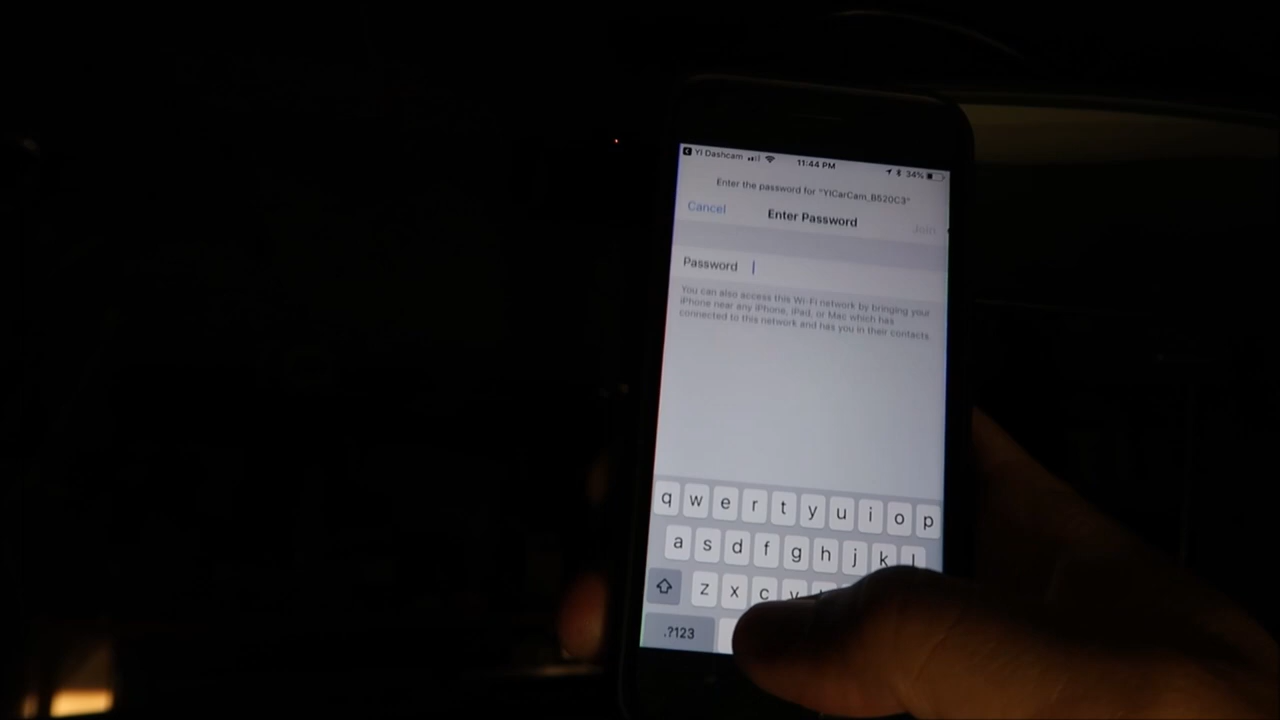 YI Dashcam 11:44 PM 34%
Enter the password for "YICarCam_B520C3"
Cancel Enter Password Join
Password
You can also access this Wi-Fi network by bringing your
iPhone near any iPhone, iPad, or Mac which has
connected to this network and has you in their contacts.
q w e r t y u i o p
a s d f g h j k l
z x c v
.?123